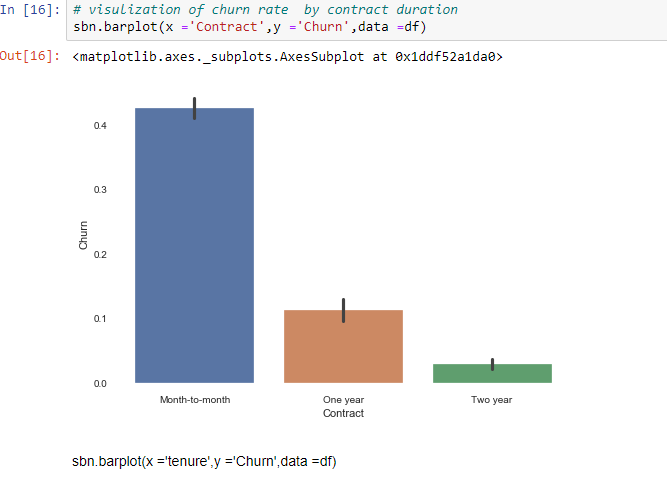 In [16]: # visulization of churn rate  by contract duration
sbn.barplot(x ='Contract',y ='Churn',data =df)
Out[16]: <matplotlib.axes._subplots.AxesSubplot at 0x1ddf52a1da0>
0.4
0.3
0.2
0.1
0.0
Churn
Month-to-month One year Two year
Contract
sbn.barplot(x ='tenure',y ='Churn',data =df)